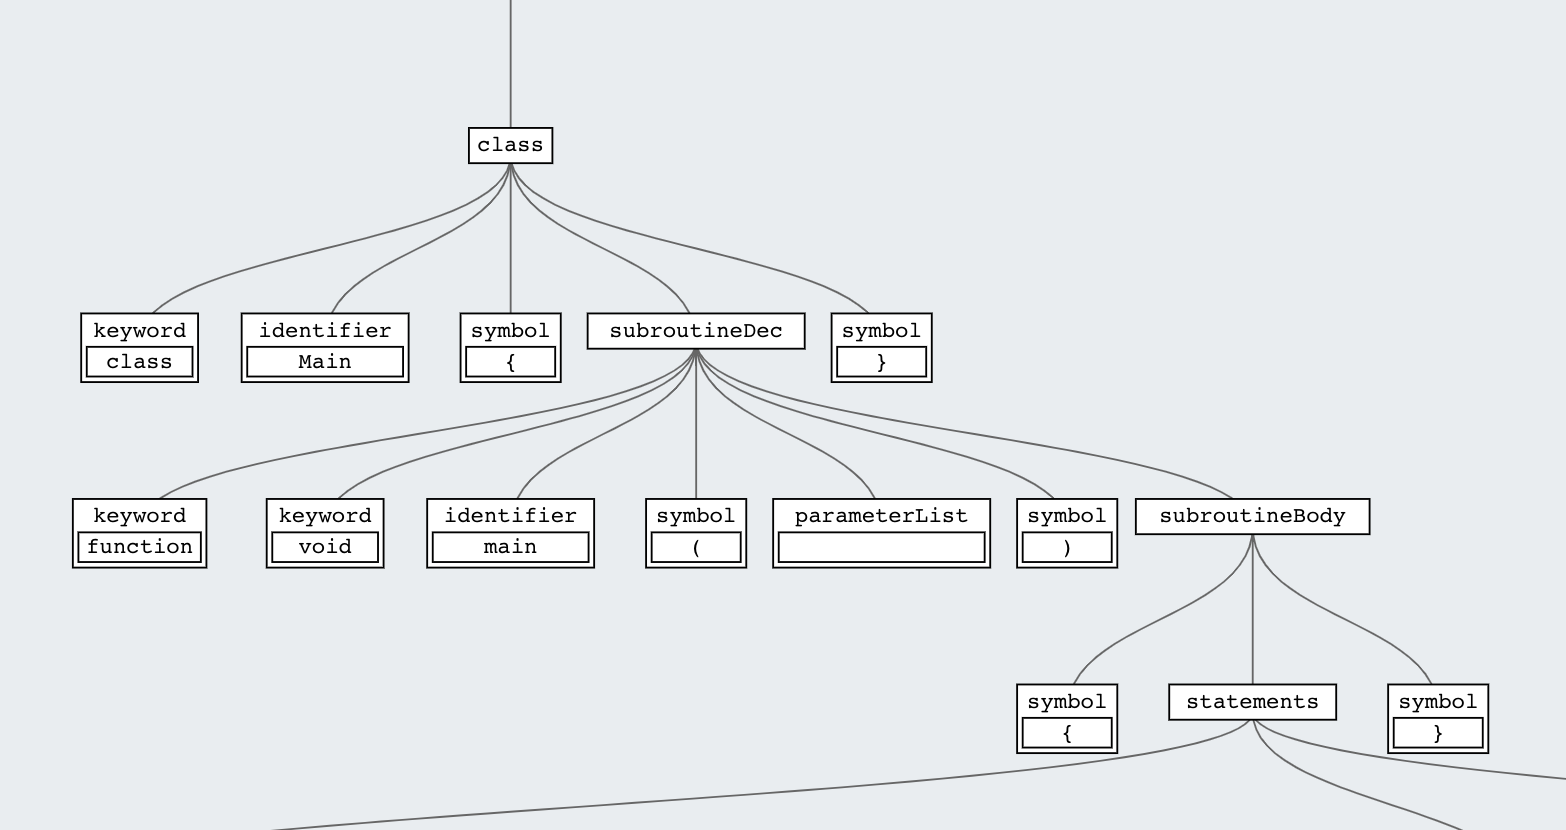 class
keyword
class
identifier
Main
symbol
{
subroutineDec
symbol
}
keyword
function
keyword
void
identifier
main
symbol
(
parameterList
symbol
)
subroutineBody
symbol
{
statements
symbol
}